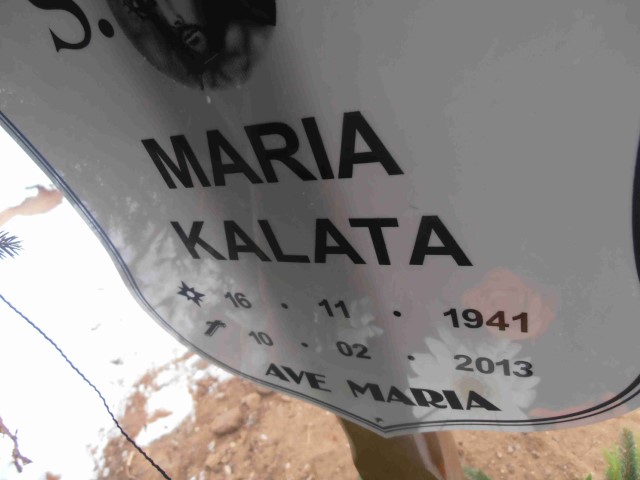 S.
MARIA
KALATA
16 • 11 • 1941
10 • 02 • 2013
AVE MARIA